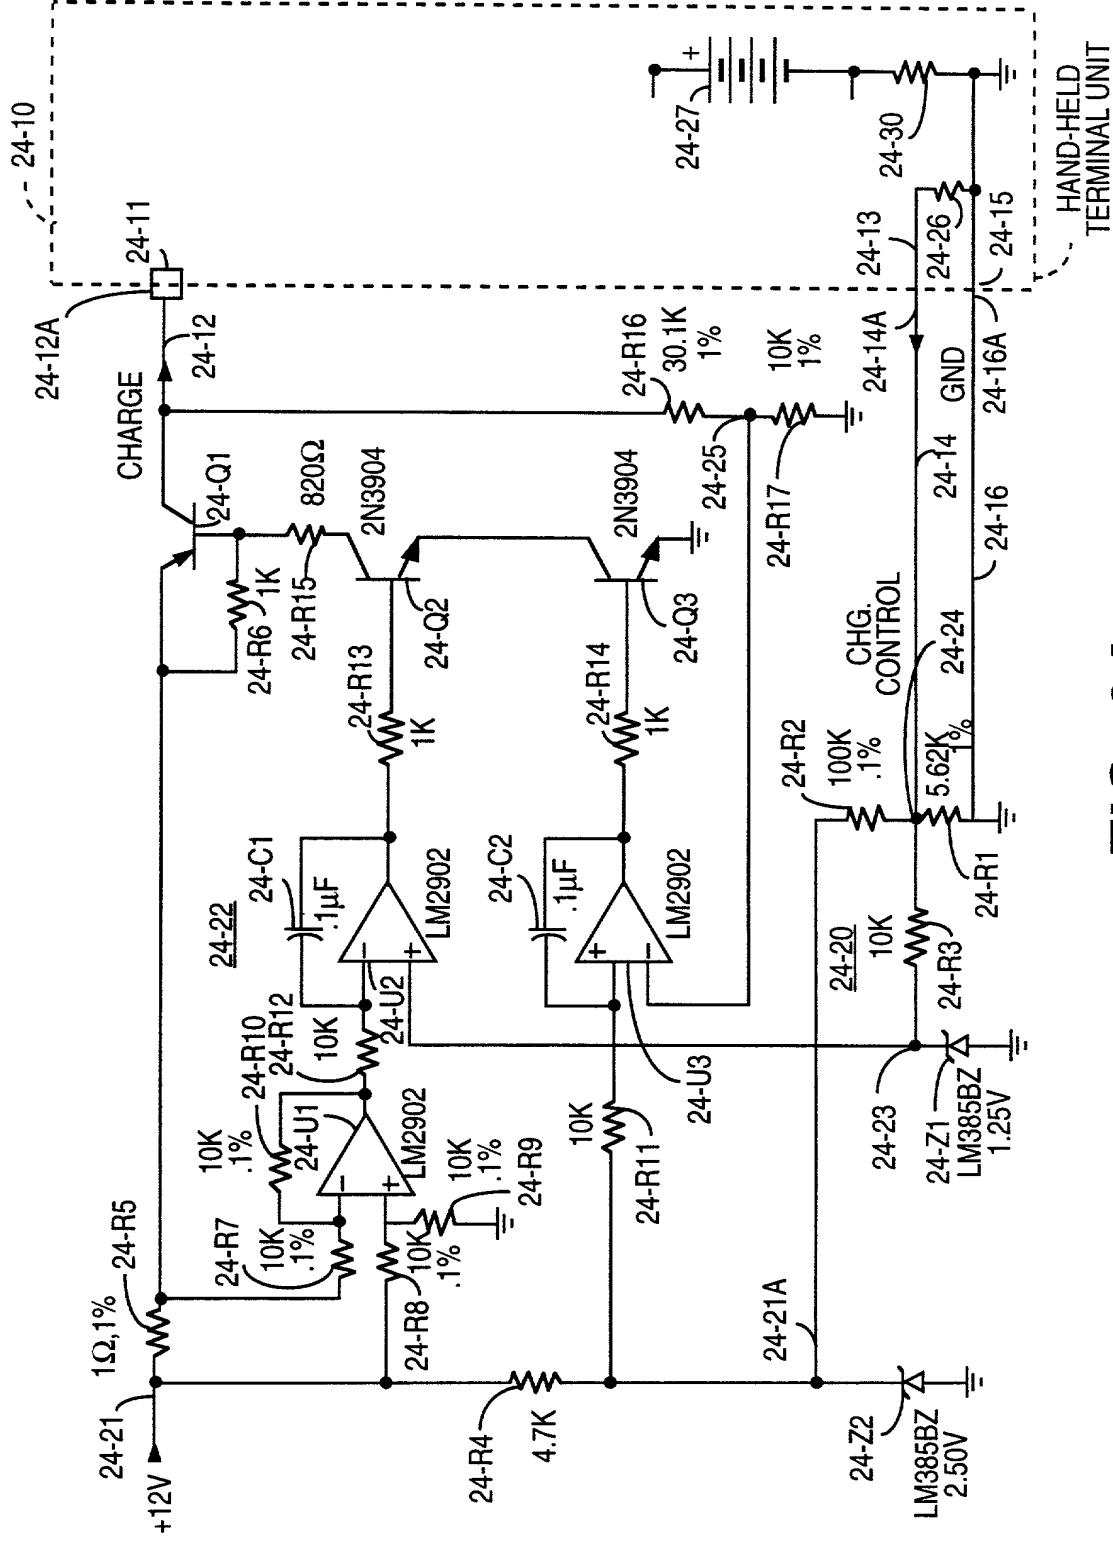 24-10
24-11
24-12A
24-12
CHARGE
24-Q1
820Ω
24-R15
2N3904
24-Q2
24-R6
1K
24-R13
1K
24-R16
30.1K
1%
24-25
10K
1%
24-R17
2N3904
24-Q3
24-R14
1K
24-27
+
24-30
24-26
24-13
24-15
HAND-HELD
TERMINAL UNIT
24-14A
GND
24-16A
24-14
24-16
CHG.
CONTROL
24-24
24-R2
100K
.1%
5.62K
1%
24-R1
24-22
24-C1
.1µF
LM2902
-
+
24-U2
24-C2
.1µF
LM2902
+
-
24-U3
24-20
10K
24-R3
24-R10
24-R12
10K
24-U1
10K
.1%
LM2902
-
+
10K
.1%
24-R9
10K
24-R11
24-23
24-Z1
LM385BZ
1.25V
24-R5
1Ω,1%
24-R7
10K
.1%
10K
.1%
24-R8
24-21
+12V
24-R4
4.7K
24-21A
24-Z2
LM385BZ
2.50V